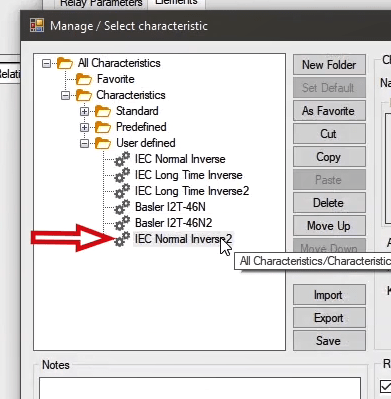 Relay Parameters
Elements
Manage / Select characteristic
Relati
All Characteristics
Favorite
Characteristics
Standard
Predefined
User defined
IEC Normal Inverse
IEC Long Time Inverse
IEC Long Time Inverse2
Basler I2T-46N
Basler I2T-46N2
IEC Normal Inverse2
All Characteristics/Characteristic
New Folder
Set Default
As Favorite
Cut
Copy
Paste
Delete
Move Up
Move Down
Import
Export
Save
Ch
Na
Notes